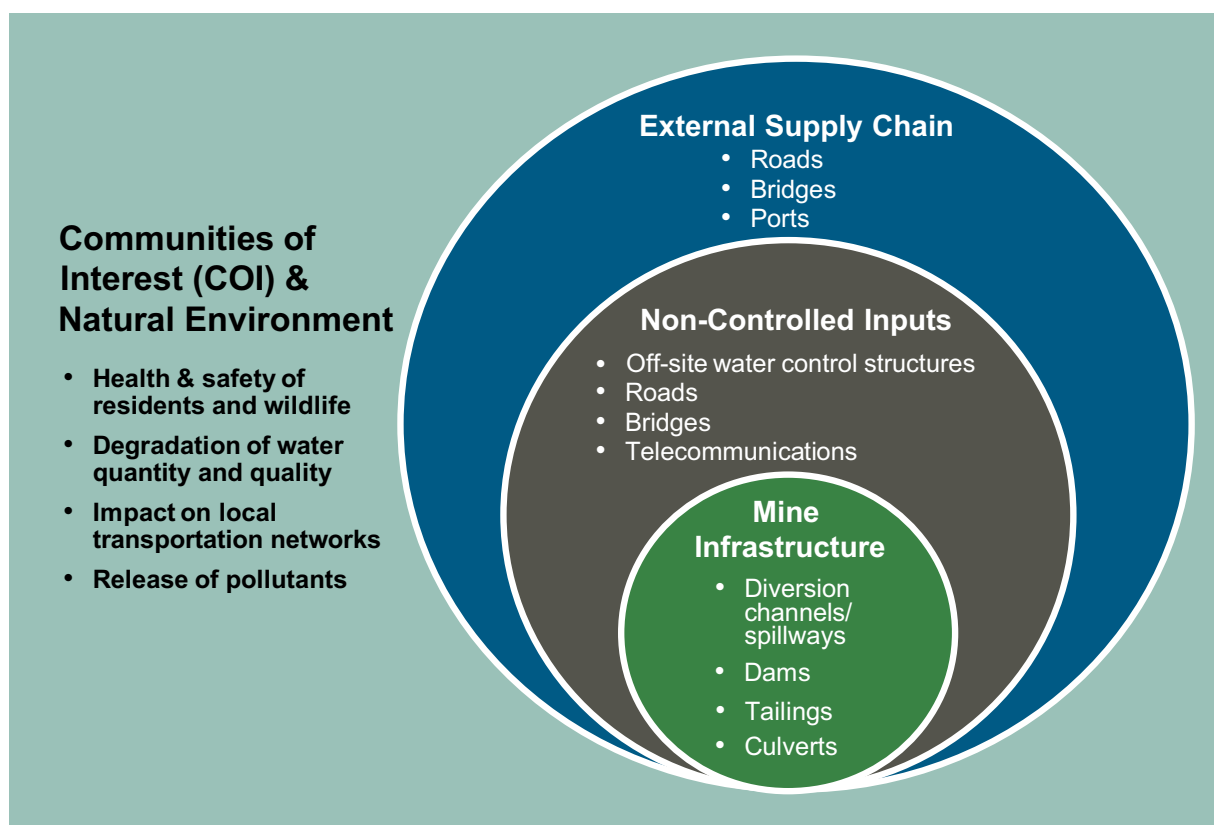 Communities of
Interest (COI) &
Natural Environment
• Health & safety of
residents and wildlife
• Degradation of water
quantity and quality
• Impact on local
transportation networks
• Release of pollutants
External Supply Chain
• Roads
• Bridges
• Ports
Non-Controlled Inputs
• Off-site water control structures
• Roads
• Bridges
• Telecommunications
Mine
Infrastructure
• Diversion
channels/
spillways
• Dams
• Tailings
• Culverts